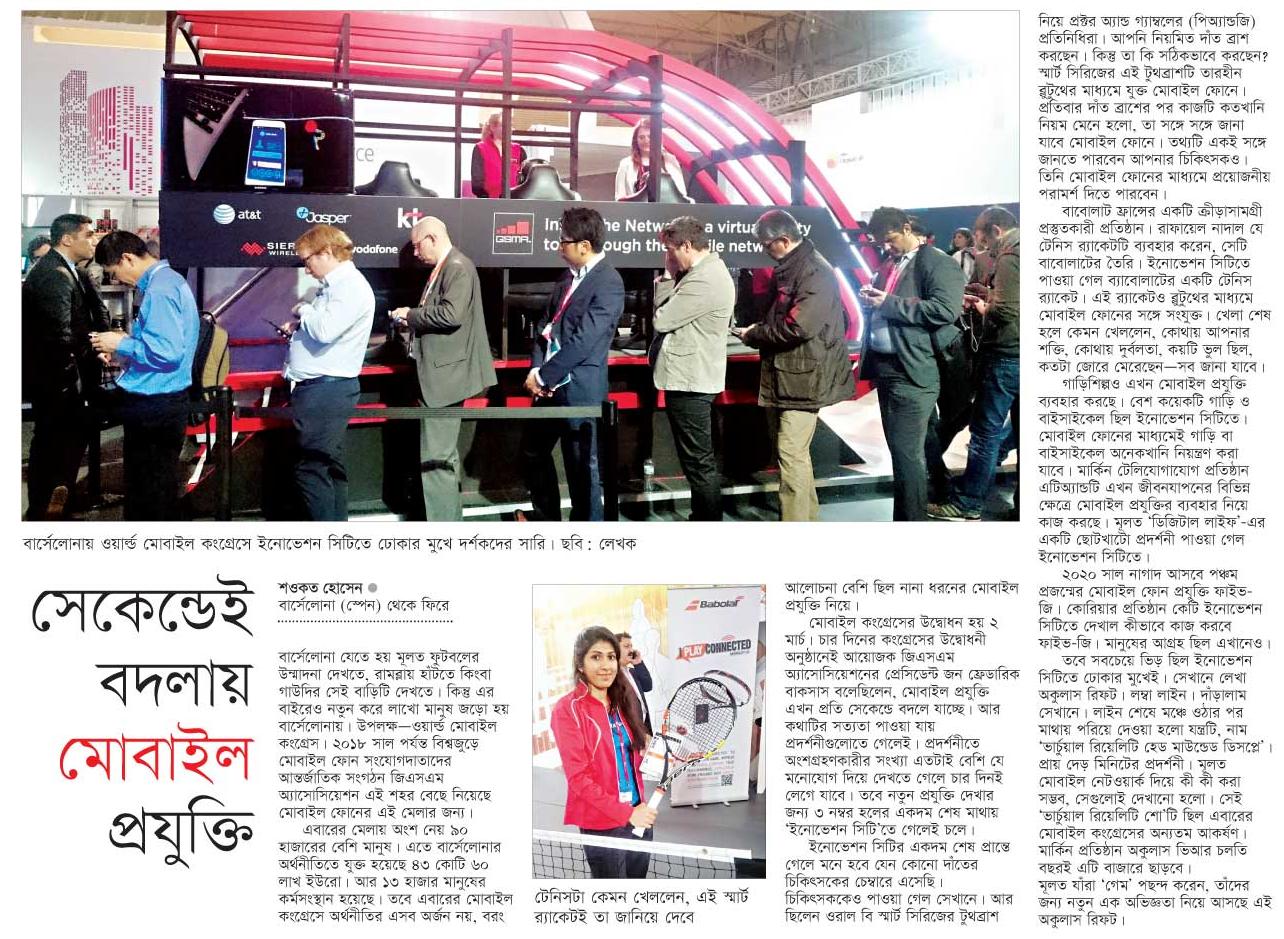 at&t
Jasper
kt
SIER
WIREL
vodafone
GSMA
বার্সেলোনায় ওয়ার্ল্ড মোবাইল কংগ্রেসে ইনোভেশন সিটিতে ঢোকার মুখে দর্শকদের সারি। ছবি: লেখক
সেকেন্ডেই
বদলায়
মোবাইল
প্রযুক্তি
শওকত হোসেন ●
বার্সেলোনা (স্পেন) থেকে ফিরে
বার্সেলোনা যেতে হয় মূলত ফুটবলের
উন্মাদনা দেখতে, রামব্লায় হাঁটতে কিংবা
গাউদির সেই বাড়িটি দেখতে। কিন্তু এর
বাইরেও নতুন করে লাখো মানুষ জড়ো হয়
বার্সেলোনায়। উপলক্ষ—ওয়ার্ল্ড মোবাইল
কংগ্রেস। ২০১৮ সাল পর্যন্ত বিশ্বজুড়ে
মোবাইল ফোন সংযোগদাতাদের
আন্তর্জাতিক সংগঠন জিএসএম
অ্যাসোসিয়েশন এই শহর বেছে নিয়েছে
মোবাইল ফোনের এই মেলার জন্য।
এবারের মেলায় অংশ নেয় ৯০
হাজারের বেশি মানুষ। এতে বার্সেলোনার
অর্থনীতিতে যুক্ত হয়েছে ৪৩ কোটি ৬০
লাখ ইউরো। আর ১৩ হাজার মানুষের
কর্মসংস্থান হয়েছে। তবে এবারের মোবাইল
কংগ্রেসে অর্থনীতির এসব অর্জন নয়, বরং
Babolat
PLAY CONNECTED
টেনিসটা কেমন খেললেন, এই স্মার্ট
র‍্যাকেটই তা জানিয়ে দেবে
আলোচনা বেশি ছিল নানা ধরনের মোবাইল
প্রযুক্তি নিয়ে।
মোবাইল কংগ্রেসের উদ্বোধন হয় ২
মার্চ। চার দিনের কংগ্রেসের উদ্বোধনী
অনুষ্ঠানেই আয়োজক জিএসএম
অ্যাসোসিয়েশনের প্রেসিডেন্ট জন ফ্রেডারিক
বাকসাস বলেছিলেন, মোবাইল প্রযুক্তি
এখন প্রতি সেকেন্ডে বদলে যাচ্ছে। আর
কথাটির সত্যতা পাওয়া যায়
প্রদর্শনীগুলোতে গেলেই। প্রদর্শনীতে
অংশগ্রহণকারীর সংখ্যা এতটাই বেশি যে
মনোযোগ দিয়ে দেখতে গেলে চার দিনই
লেগে যাবে। তবে নতুন প্রযুক্তি দেখার
জন্য ৩ নম্বর হলের একদম শেষ মাথায়
‘ইনোভেশন সিটি’তে গেলেই চলে।
ইনোভেশন সিটির একদম শেষ প্রান্তে
গেলে মনে হবে যেন কোনো দাঁতের
চিকিৎসকের চেম্বারে এসেছি।
চিকিৎসককেও পাওয়া গেল সেখানে। আর
ছিলেন ওরাল বি স্মার্ট সিরিজের টুথব্রাশ
নিয়ে প্রক্টর অ্যান্ড গ্যাম্বলের (পিঅ্যান্ডজি)
প্রতিনিধিরা। আপনি নিয়মিত দাঁত ব্রাশ
করছেন। কিন্তু তা কি সঠিকভাবে করছেন?
স্মার্ট সিরিজের এই টুথব্রাশটি তারহীন
ব্লুটুথের মাধ্যমে যুক্ত মোবাইল ফোনে।
প্রতিবার দাঁত ব্রাশের পর কাজটি কতখানি
নিয়ম মেনে হলো, তা সঙ্গে সঙ্গে জানা
যাবে মোবাইল ফোনে। তথ্যটি একই সঙ্গে
জানতে পারবেন আপনার চিকিৎসকও।
তিনি মোবাইল ফোনের মাধ্যমে প্রয়োজনীয়
পরামর্শ দিতে পারবেন।
বাবোলাট ফ্রান্সের একটি ক্রীড়াসামগ্রী
প্রস্তুতকারী প্রতিষ্ঠান। রাফায়েল নাদাল যে
টেনিস র‍্যাকেটটি ব্যবহার করেন, সেটি
বাবোলাটের তৈরি। ইনোভেশন সিটিতে
পাওয়া গেল ব্যাবোলাটের একটি টেনিস
র‍্যাকেট। এই র‍্যাকেটও ব্লুটুথের মাধ্যমে
মোবাইল ফোনের সঙ্গে সংযুক্ত। খেলা শেষ
হলে কেমন খেললেন, কোথায় আপনার
শক্তি, কোথায় দুর্বলতা, কয়টি ভুল ছিল,
কতটা জোরে মেরেছেন—সব জানা যাবে।
গাড়িশিল্পও এখন মোবাইল প্রযুক্তি
ব্যবহার করছে। বেশ কয়েকটি গাড়ি ও
বাইসাইকেল ছিল ইনোভেশন সিটিতে।
মোবাইল ফোনের মাধ্যমেই গাড়ি বা
বাইসাইকেল অনেকখানি নিয়ন্ত্রণ করা
যাবে। মার্কিন টেলিযোগাযোগ প্রতিষ্ঠান
এটিঅ্যান্ডটি এখন জীবনযাপনের বিভিন্ন
ক্ষেত্রে মোবাইল প্রযুক্তির ব্যবহার নিয়ে
কাজ করছে। মূলত ‘ডিজিটাল লাইফ’-এর
একটি ছোটখাটো প্রদর্শনী পাওয়া গেল
ইনোভেশন সিটিতে।
২০২০ সাল নাগাদ আসবে পঞ্চম
প্রজন্মের মোবাইল ফোন প্রযুক্তি ফাইভ-
জি। কোরিয়ার প্রতিষ্ঠান কেটি ইনোভেশন
সিটিতে দেখাল কীভাবে কাজ করবে
ফাইভ-জি। মানুষের আগ্রহ ছিল এখানেও।
তবে সবচেয়ে ভিড় ছিল ইনোভেশন
সিটিতে ঢোকার মুখেই। সেখানে লেখা
অকুলাস রিফট। লম্বা লাইন। দাঁড়ালাম
সেখানে। লাইন শেষে মঞ্চে ওঠার পর
মাথায় পরিয়ে দেওয়া হলো যন্ত্রটি, নাম
‘ভার্চুয়াল রিয়েলিটি হেড মাউন্টেড ডিসপ্লে’।
প্রায় দেড় মিনিটের প্রদর্শনী। মূলত
মোবাইল নেটওয়ার্ক দিয়ে কী কী করা
সম্ভব, সেগুলোই দেখানো হলো। সেই
‘ভার্চুয়াল রিয়েলিটি শো’টি ছিল এবারের
মোবাইল কংগ্রেসের অন্যতম আকর্ষণ।
মার্কিন প্রতিষ্ঠান অকুলাস ভিআর চলতি
বছরই এটি বাজারে ছাড়বে।
মূলত যাঁরা ‘গেম’ পছন্দ করেন, তাঁদের
জন্য নতুন এক অভিজ্ঞতা নিয়ে আসছে এই
অকুলাস রিফট।